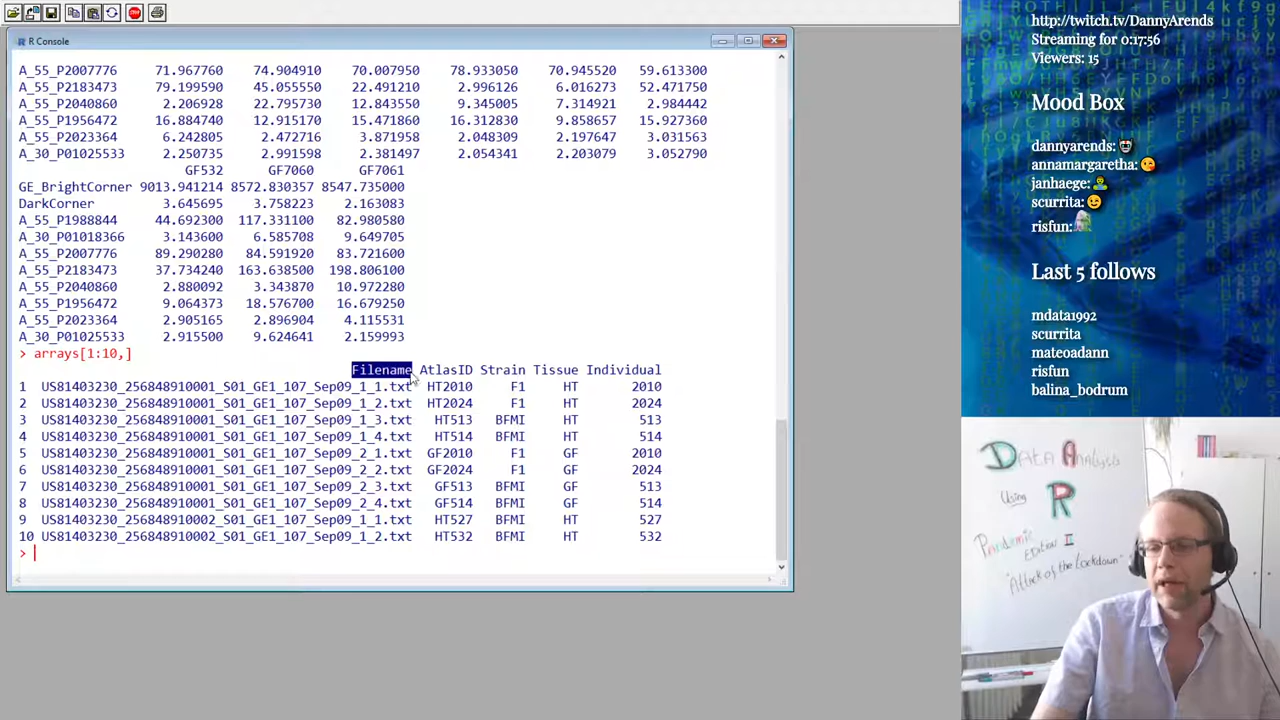 R Console
A_55_P2007776 71.967760 74.904910 70.007950 78.933050 70.945520 59.613300
A_55_P2183473 79.199590 45.055550 22.491210 2.996126 6.016273 52.471750
A_55_P2040860 2.206928 22.795730 12.843550 9.345005 7.314921 2.984442
A_55_P1956472 16.884740 12.915170 15.471860 16.312830 9.858657 15.927360
A_55_P2023364 6.242805 2.472716 3.871958 2.048309 2.197647 3.031563
A_30_P01025533 2.250735 2.991598 2.381497 2.054341 2.203079 3.052790
GF532 GF7060 GF7061
GE_BrightCorner 9013.941214 8572.830357 8547.735000
DarkCorner 3.645695 3.758223 2.163083
A_55_P1988844 44.692300 117.331100 82.980580
A_30_P01018366 3.143600 6.585708 9.649705
A_55_P2007776 89.290280 84.591920 83.721600
A_55_P2183473 37.734240 163.638500 198.806100
A_55_P2040860 2.880092 3.343870 10.972280
A_55_P1956472 9.064373 18.576700 16.679250
A_55_P2023364 2.905165 2.896904 4.115531
A_30_P01025533 2.915500 9.624641 2.159993
> arrays[1:10,]
Filename AtlasID Strain Tissue Individual
1 US81403230_256848910001_S01_GE1_107_Sep09_1_1.txt HT2010 F1 HT 2010
2 US81403230_256848910001_S01_GE1_107_Sep09_1_2.txt HT2024 F1 HT 2024
3 US81403230_256848910001_S01_GE1_107_Sep09_1_3.txt HT513 BFMI HT 513
4 US81403230_256848910001_S01_GE1_107_Sep09_1_4.txt HT514 BFMI HT 514
5 US81403230_256848910001_S01_GE1_107_Sep09_2_1.txt GF2010 F1 GF 2010
6 US81403230_256848910001_S01_GE1_107_Sep09_2_2.txt GF2024 F1 GF 2024
7 US81403230_256848910001_S01_GE1_107_Sep09_2_3.txt GF513 BFMI GF 513
8 US81403230_256848910001_S01_GE1_107_Sep09_2_4.txt GF514 BFMI GF 514
9 US81403230_256848910002_S01_GE1_107_Sep09_1_1.txt HT527 BFMI HT 527
10 US81403230_256848910002_S01_GE1_107_Sep09_1_2.txt HT532 BFMI HT 532
>
http://twitch.tv/DannyArends
Streaming for 0:17:56
Viewers: 15
Mood Box
dannyarends:
annamargaretha:
janhaege:
scurrita:
risfun:
Last 5 follows
mdata1992
scurrita
mateoadann
risfun
balina_bodrum
DATA ANALYSIS
Using R
Pandemic
EDITION II
"Attack of the Lockdown"